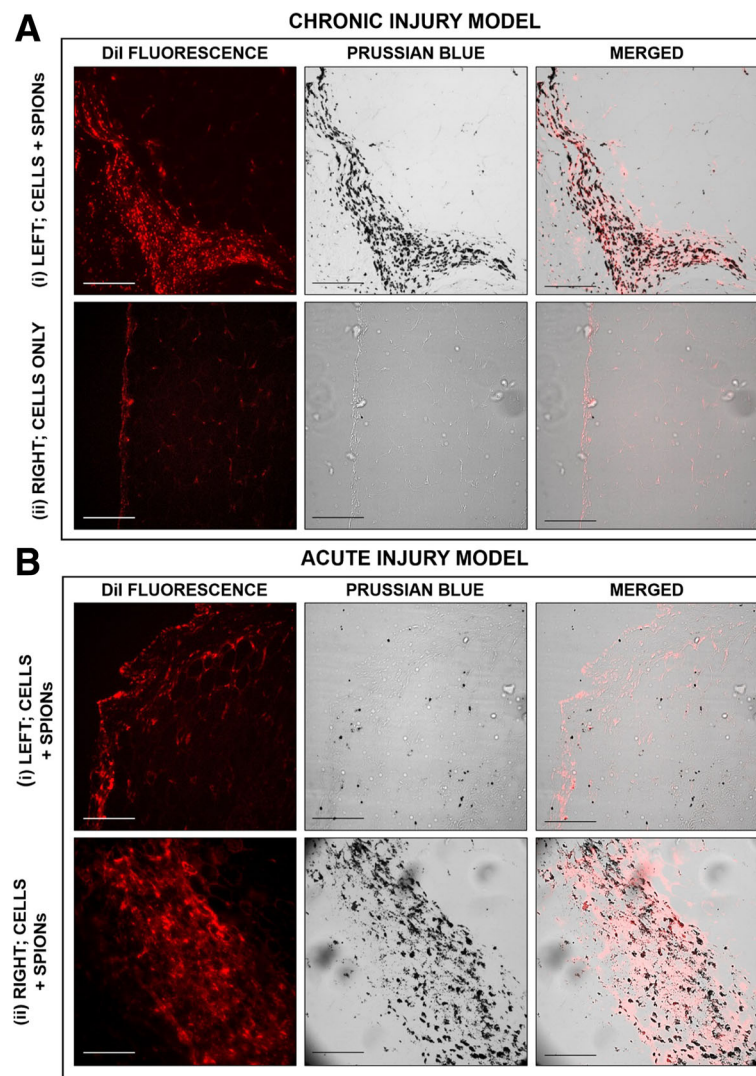 A
CHRONIC INJURY MODEL
DiI FLUORESCENCE
PRUSSIAN BLUE
MERGED
(i) LEFT; CELLS + SPIONs
(ii) RIGHT; CELLS ONLY
B
ACUTE INJURY MODEL
DiI FLUORESCENCE
PRUSSIAN BLUE
MERGED
(i) LEFT; CELLS
+ SPIONs
(ii) RIGHT; CELLS
+ SPIONs